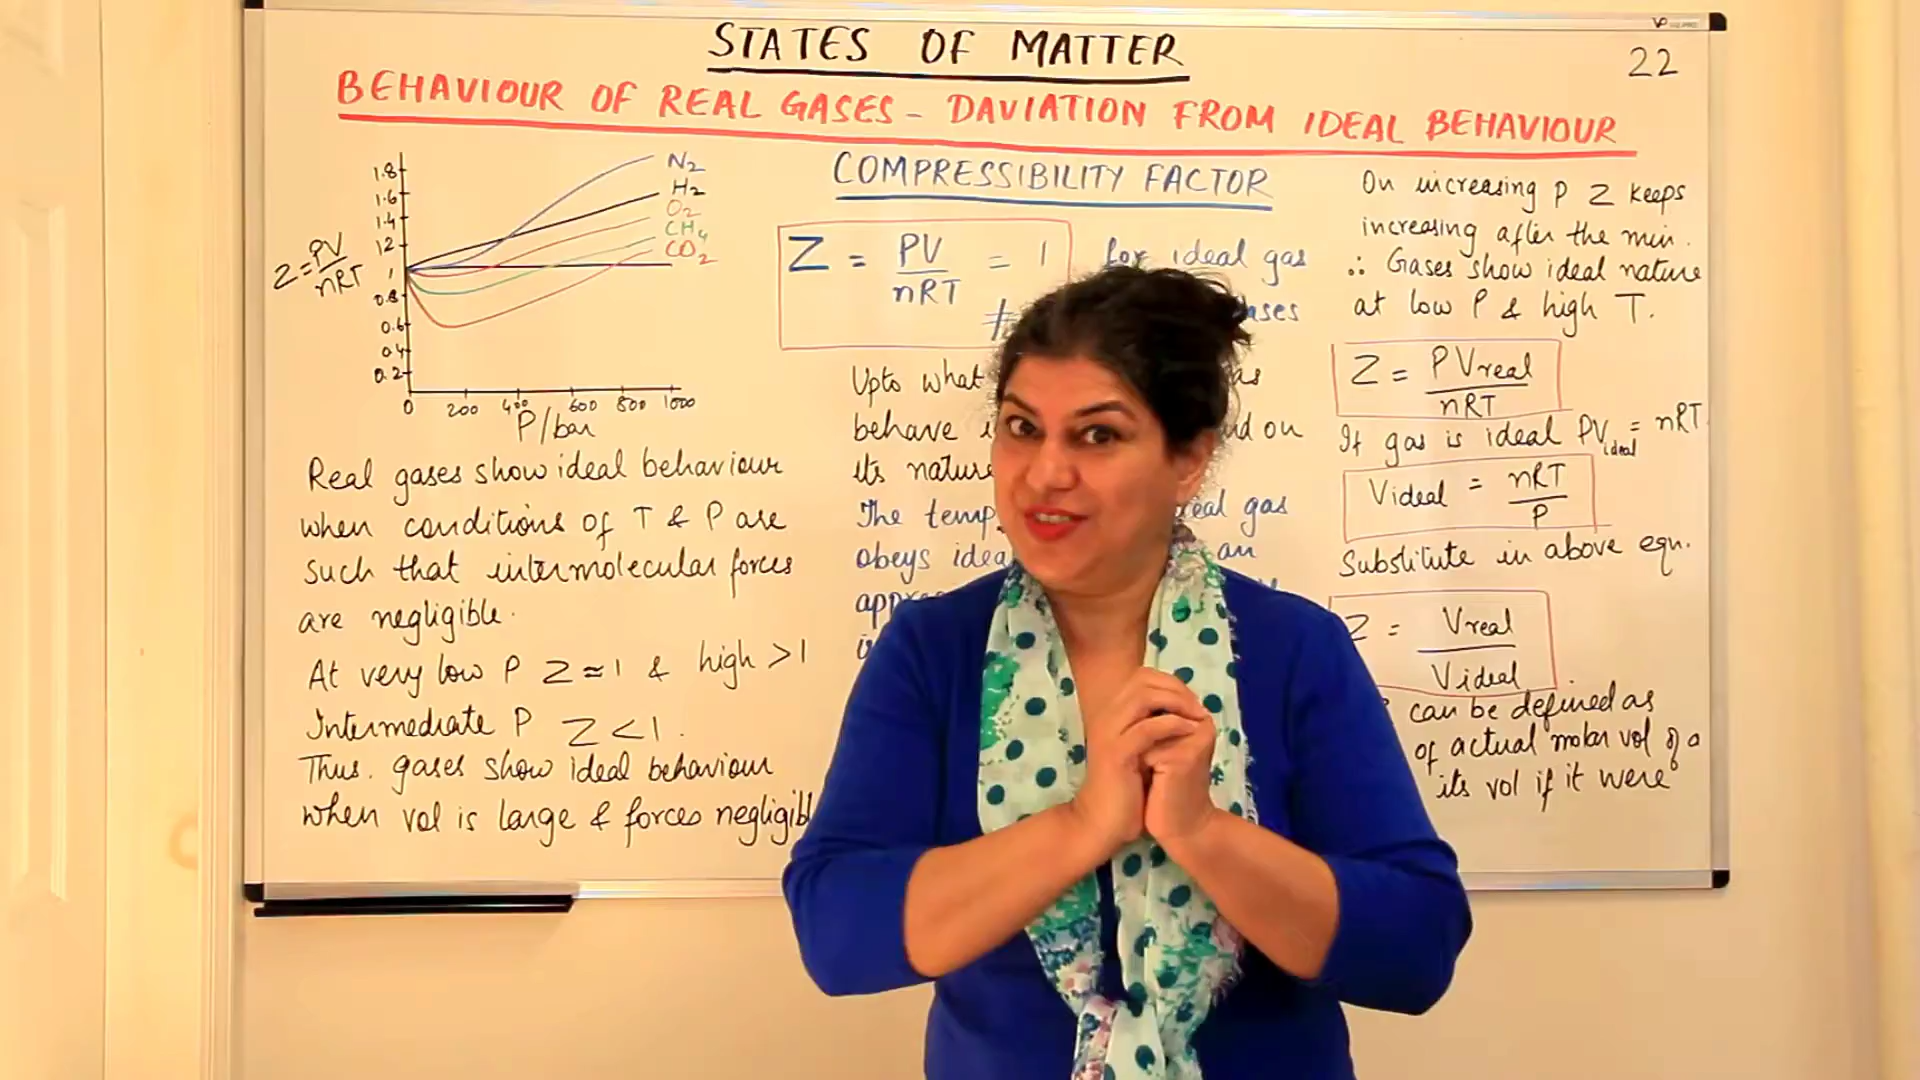 STATES OF MATTER
22
BEHAVIOUR OF REAL GASES - DAVIATION FROM IDEAL BEHAVIOUR
1.8
1.6
1.4
1.2
1
0.8
0.6
0.4
0.2
Z = PV/nRT
N₂
H₂
O₂
CH₄
CO₂
0 200 400 600 800 1000
P/bar
Real gases show ideal behaviour
when conditions of T & P are
such that intermolecular forces
are negligible.
At very low P Z ≃ 1 & high > 1
Intermediate P Z < 1.
Thus. gases show ideal behaviour
when vol is large & forces
COMPRESSIBILITY FACTOR
Z = PV/nRT = 1 for ideal gas
≠
Upto what as
behave on
its nature
The temp. real gas
obeys an
On increasing P Z keeps
increasing after the min.
∴ Gases show ideal nature
at low P & high T.
Z = P Vreal/nRT
If gas is ideal PVideal = nRT.
Videal = nRT/P
Substitute in above eqn.
Z = Vreal/Videal
can be defined as
of actual molar vol of a
its vol if it were